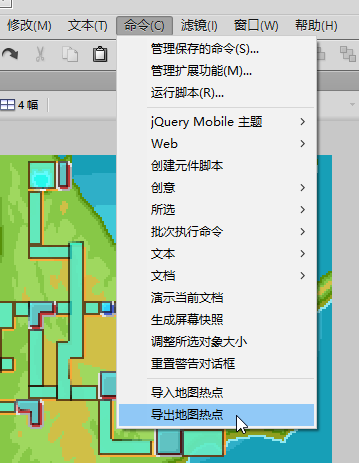 修改(M) 文本(T) 命令(C) 滤镜(I) 窗口(W) 帮助(H)
4 幅
管理保存的命令(S)...
管理扩展功能(M)...
运行脚本(R)...
jQuery Mobile 主题
Web
创建元件脚本
创意
所选
批次执行命令
文本
文档
演示当前文档
生成屏幕快照
调整所选对象大小
重置警告对话框
导入地图热点
导出地图热点